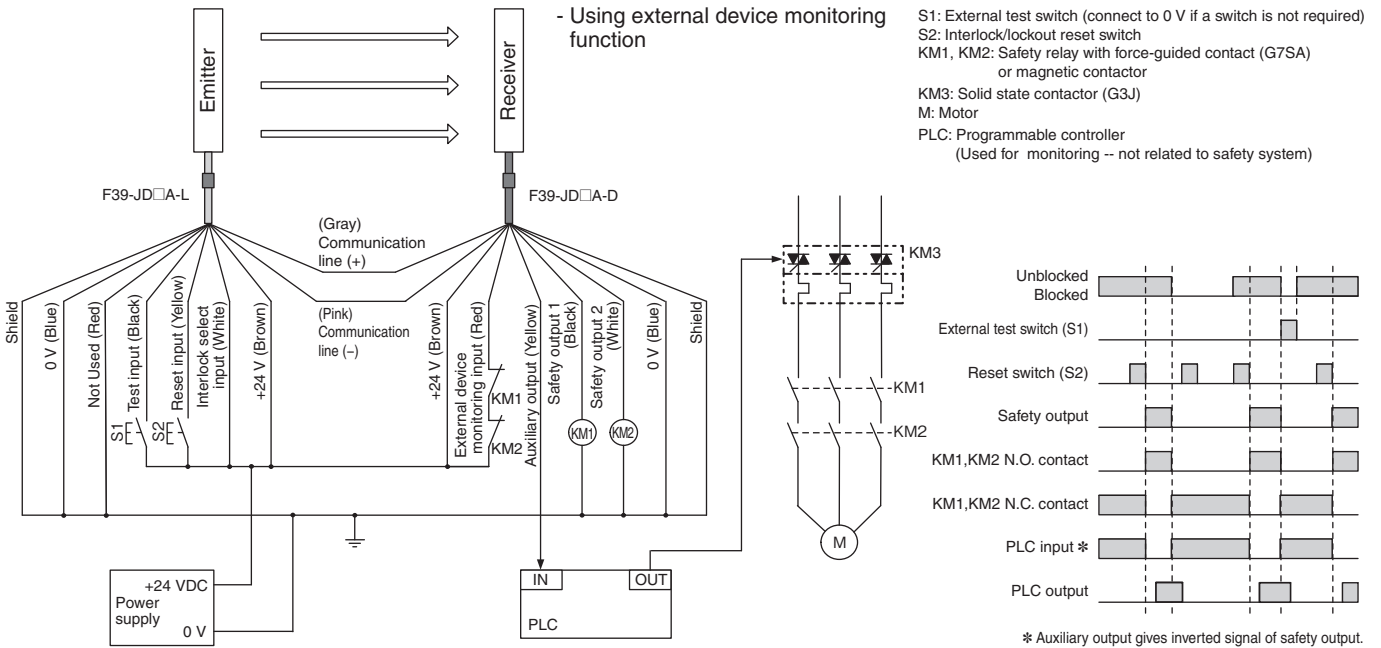 - Using external device monitoring
function
S1: External test switch (connect to 0 V if a switch is not required)
S2: Interlock/lockout reset switch
KM1, KM2: Safety relay with force-guided contact (G7SA)
or magnetic contactor
KM3: Solid state contactor (G3J)
M: Motor
PLC: Programmable controller
(Used for monitoring -- not related to safety system)
Emitter
Receiver
F39-JD□A-L
F39-JD□A-D
(Gray)
Communication
line (+)
(Pink)
Communication
line (−)
Shield
0 V (Blue)
Not Used (Red)
Test input (Black)
Reset input (Yellow)
Interlock select
input (White)
+24 V (Brown)
S1
S2
+24 V (Brown)
External device
monitoring input (Red)
Auxiliary output (Yellow)
Safety output 1
(Black)
Safety output 2
(White)
0 V (Blue)
Shield
KM1
KM2
KM1
KM2
KM3
KM1
KM2
M
+24 VDC
Power
supply
0 V
IN
OUT
PLC
Unblocked
Blocked
External test switch (S1)
Reset switch (S2)
Safety output
KM1,KM2 N.O. contact
KM1,KM2 N.C. contact
PLC input ✻
PLC output
✻ Auxiliary output gives inverted signal of safety output.